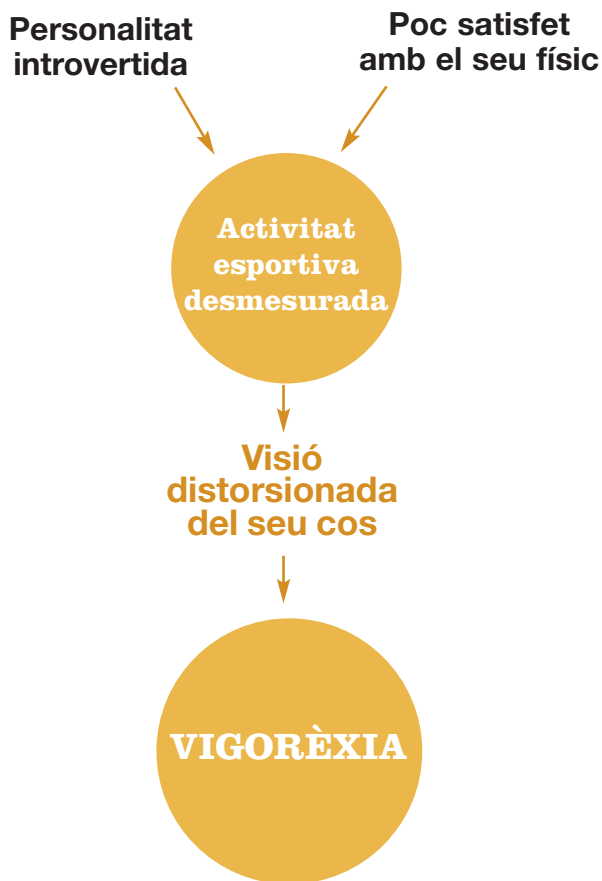 Personalitat
introvertida
Poc satisfet
amb el seu físic
Activitat
esportiva
desmesurada
Visió
distorsionada
del seu cos
VIGORÈXIA